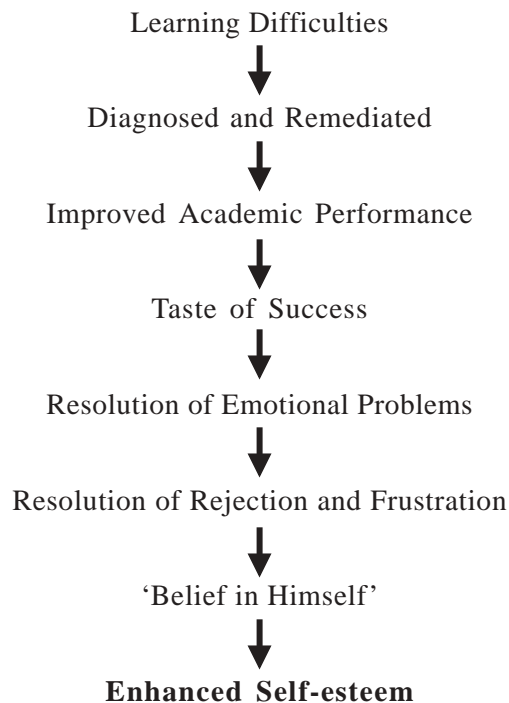 Learning Difficulties
Diagnosed and Remediated
Improved Academic Performance
Taste of Success
Resolution of Emotional Problems
Resolution of Rejection and Frustration
‘Belief in Himself’
Enhanced Self-esteem